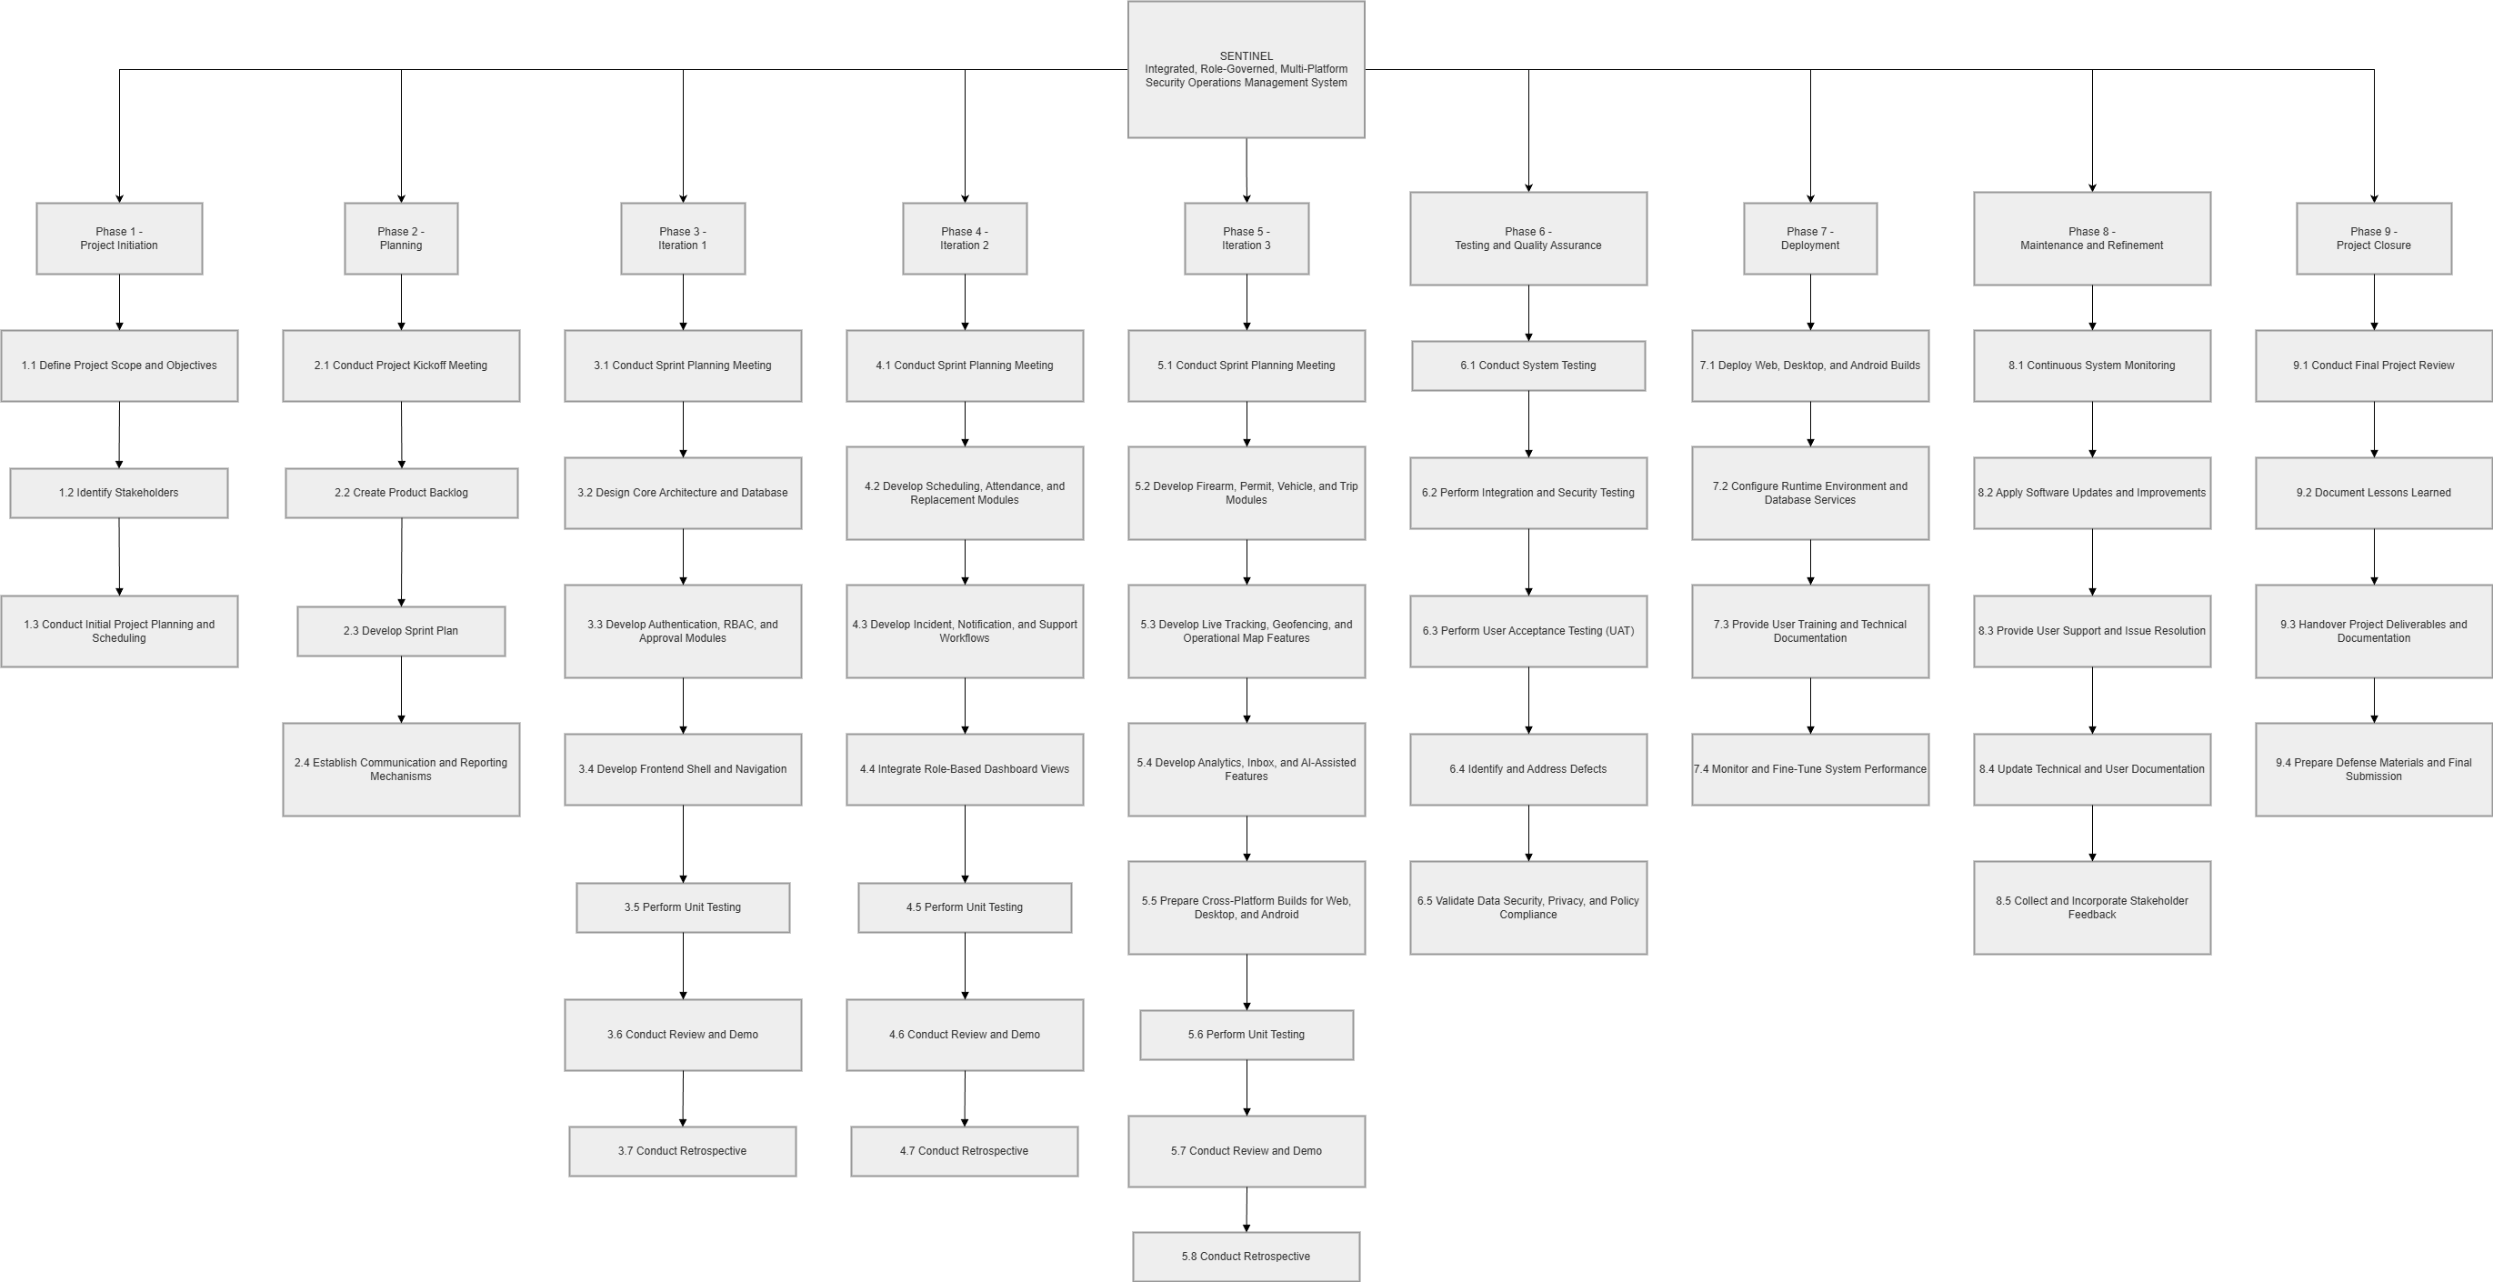 SENTINEL
Integrated, Role-Governed, Multi-Platform
Security Operations Management System
Phase 1 -
Project Initiation
1.1 Define Project Scope and Objectives
1.2 Identify Stakeholders
1.3 Conduct Initial Project Planning and
Scheduling
Phase 2 -
Planning
2.1 Conduct Project Kickoff Meeting
2.2 Create Product Backlog
2.3 Develop Sprint Plan
2.4 Establish Communication and Reporting
Mechanisms
Phase 3 -
Iteration 1
3.1 Conduct Sprint Planning Meeting
3.2 Design Core Architecture and Database
3.3 Develop Authentication, RBAC, and
Approval Modules
3.4 Develop Frontend Shell and Navigation
3.5 Perform Unit Testing
3.6 Conduct Review and Demo
3.7 Conduct Retrospective
Phase 4 -
Iteration 2
4.1 Conduct Sprint Planning Meeting
4.2 Develop Scheduling, Attendance, and
Replacement Modules
4.3 Develop Incident, Notification, and Support
Workflows
4.4 Integrate Role-Based Dashboard Views
4.5 Perform Unit Testing
4.6 Conduct Review and Demo
4.7 Conduct Retrospective
Phase 5 -
Iteration 3
5.1 Conduct Sprint Planning Meeting
5.2 Develop Firearm, Permit, Vehicle, and Trip
Modules
5.3 Develop Live Tracking, Geofencing, and
Operational Map Features
5.4 Develop Analytics, Inbox, and AI-Assisted
Features
5.5 Prepare Cross-Platform Builds for Web,
Desktop, and Android
5.6 Perform Unit Testing
5.7 Conduct Review and Demo
5.8 Conduct Retrospective
Phase 6 -
Testing and Quality Assurance
6.1 Conduct System Testing
6.2 Perform Integration and Security Testing
6.3 Perform User Acceptance Testing (UAT)
6.4 Identify and Address Defects
6.5 Validate Data Security, Privacy, and Policy
Compliance
Phase 7 -
Deployment
7.1 Deploy Web, Desktop, and Android Builds
7.2 Configure Runtime Environment and
Database Services
7.3 Provide User Training and Technical
Documentation
7.4 Monitor and Fine-Tune System Performance
Phase 8 -
Maintenance and Refinement
8.1 Continuous System Monitoring
8.2 Apply Software Updates and Improvements
8.3 Provide User Support and Issue Resolution
8.4 Update Technical and User Documentation
8.5 Collect and Incorporate Stakeholder
Feedback
Phase 9 -
Project Closure
9.1 Conduct Final Project Review
9.2 Document Lessons Learned
9.3 Handover Project Deliverables and
Documentation
9.4 Prepare Defense Materials and Final
Submission